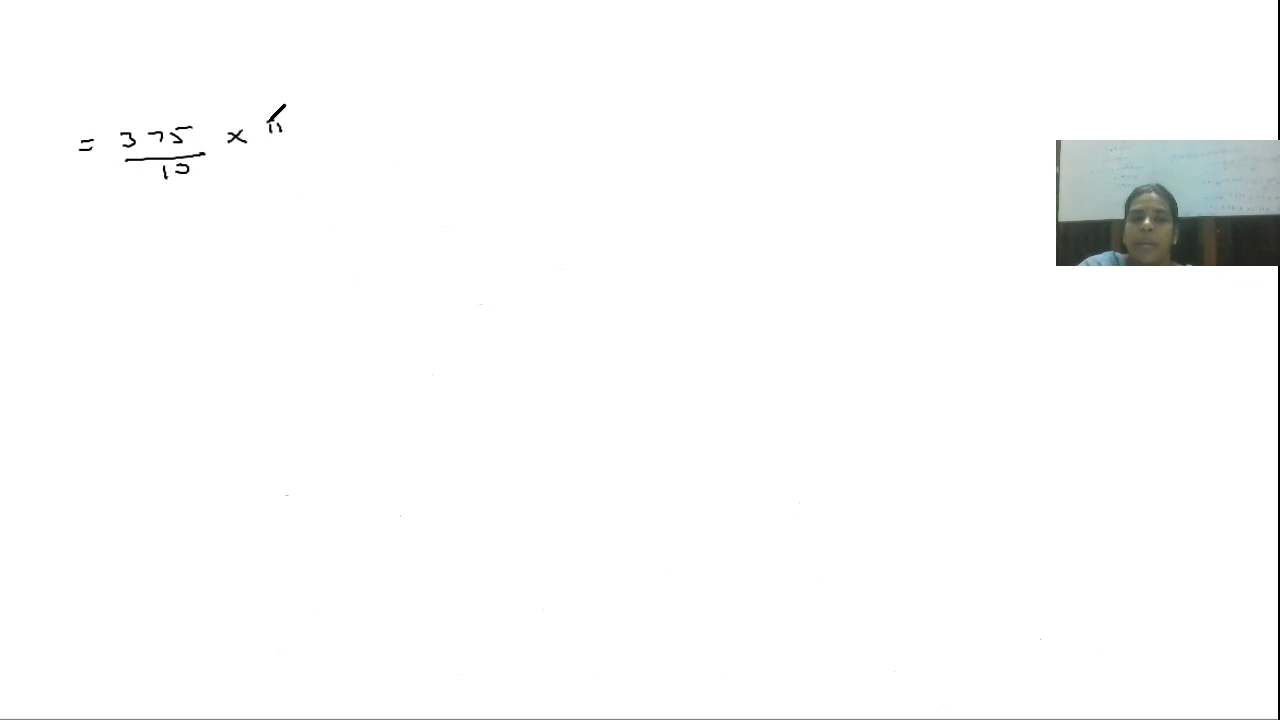 = 375/10 × π